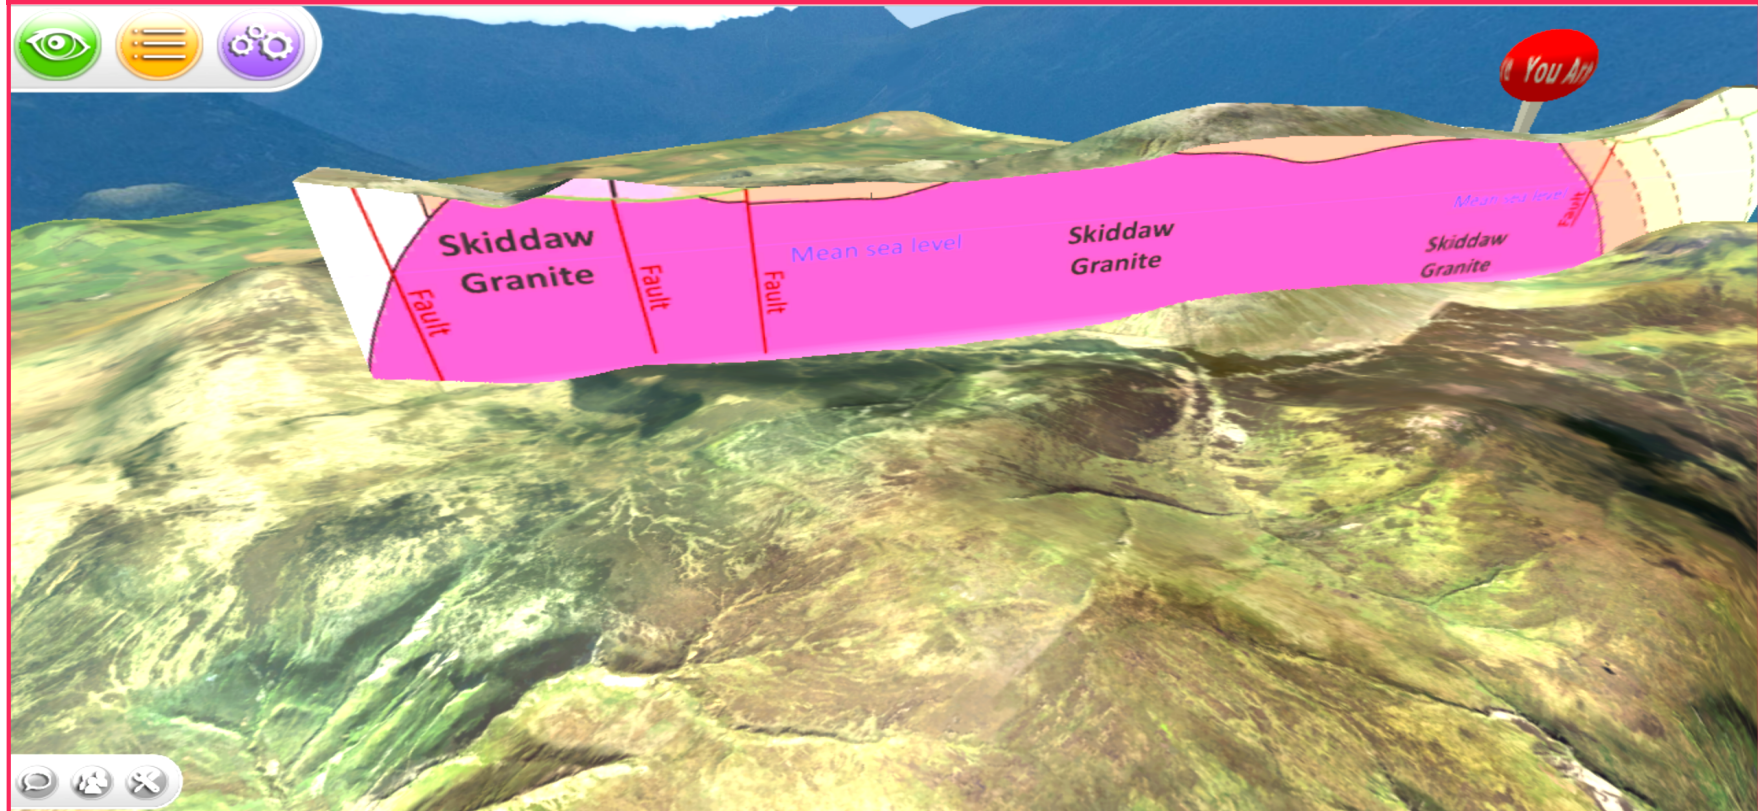 You Are
Skiddaw
Granite
Fault
Fault
Fault
Mean sea level
Skiddaw
Granite
Mean sea level
Skiddaw
Granite
Fault